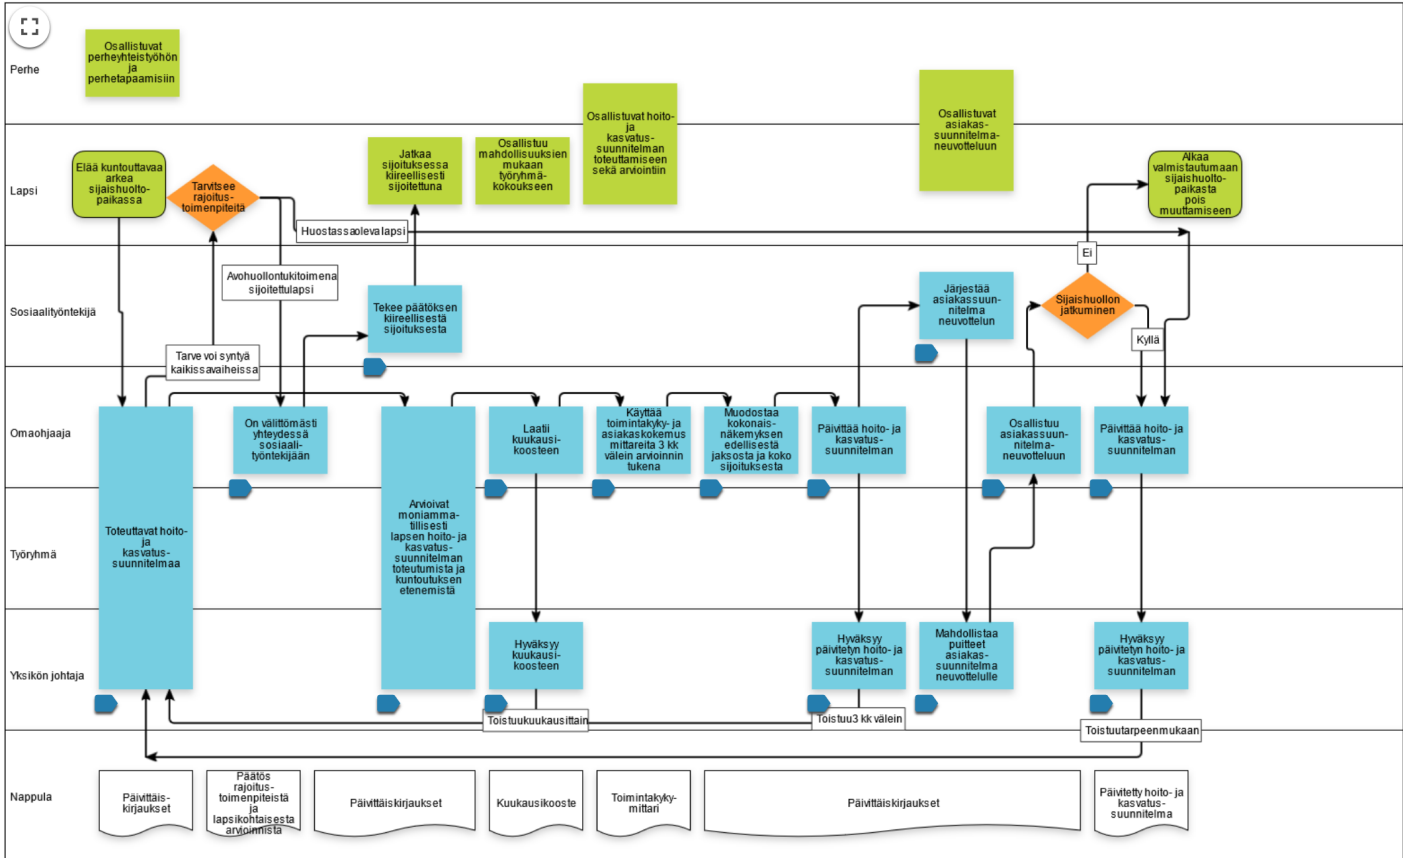 Perhe
Osallistuvat
perheyhteistyöhön
ja
perhetapaamisiin
Osallistuvat hoito-
ja
kasvatus-
suunnitelman
toteuttamiseen
sekä arviointiin
Osallistuvat
asiakas-
suunnitelma-
neuvotteluun
Lapsi
Elää kuntouttavaa
arkea
sijaishuolto-
paikassa
Tarvitsee
rajoitus-
toimenpiteitä
Jatkaa
sijoituksessa
kiireellisesti
sijoitettuna
Osallistuu
mahdollisuuksien
mukaan
työryhmä-
kokoukseen
Alkaa
valmistautumaan
sijaishuolto-
paikasta
pois
muuttamiseen
Huostassaolevalapsi
Ei
Sosiaalityöntekijä
Avohuollontukitoimena
sijoitettulapsi
Tekee päätöksen
kiireellisestä
sijoituksesta
Järjestää
asiakassuun-
nitelma
neuvottelun
Sijaishuollon
jatkuminen
Kyllä
Tarve voi syntyä
kaikissavaiheissa
Omaohjaaja
On välittömästi
yhteydessä
sosiaali-
työntekijään
Laatii
kuukausi-
koosteen
Käyttää
toimintakyky- ja
asiakaskokemus
mittareita 3 kk
välein arvioinnin
tukena
Muodostaa
kokonais-
näkemyksen
edellisestä
jaksosta ja koko
sijoituksesta
Päivittää hoito- ja
kasvatus-
suunnitelman
Osallistuu
asiakassuun-
nitelma-
neuvotteluun
Päivittää hoito- ja
kasvatus-
suunnitelman
Työryhmä
Toteuttavat hoito-
ja
kasvatus-
suunnitelmaa
Arvioivat
moniamma-
tillisesti
lapsen hoito- ja
kasvatus-
suunnitelman
toteutumista ja
kuntoutuksen
etenemistä
Yksikön johtaja
Hyväksyy
kuukausi-
koosteen
Hyväksyy
päivitetyn hoito- ja
kasvatus-
suunnitelman
Mahdollistaa
puitteet
asiakas-
suunnitelma
neuvottelulle
Hyväksyy
päivitetyn hoito- ja
kasvatus-
suunnitelman
Toistuukuukausittain
Toistuu3 kk välein
Toistuutarpeenmukaan
Nappula
Päivittäis-
kirjaukset
Päätös
rajoitus-
toimenpiteistä
ja
lapsikohtaisesta
arvioinnista
Päivittäiskirjaukset
Kuukausikooste
Toimintakyky-
mittari
Päivittäiskirjaukset
Päivitetty hoito- ja
kasvatus-
suunnitelma